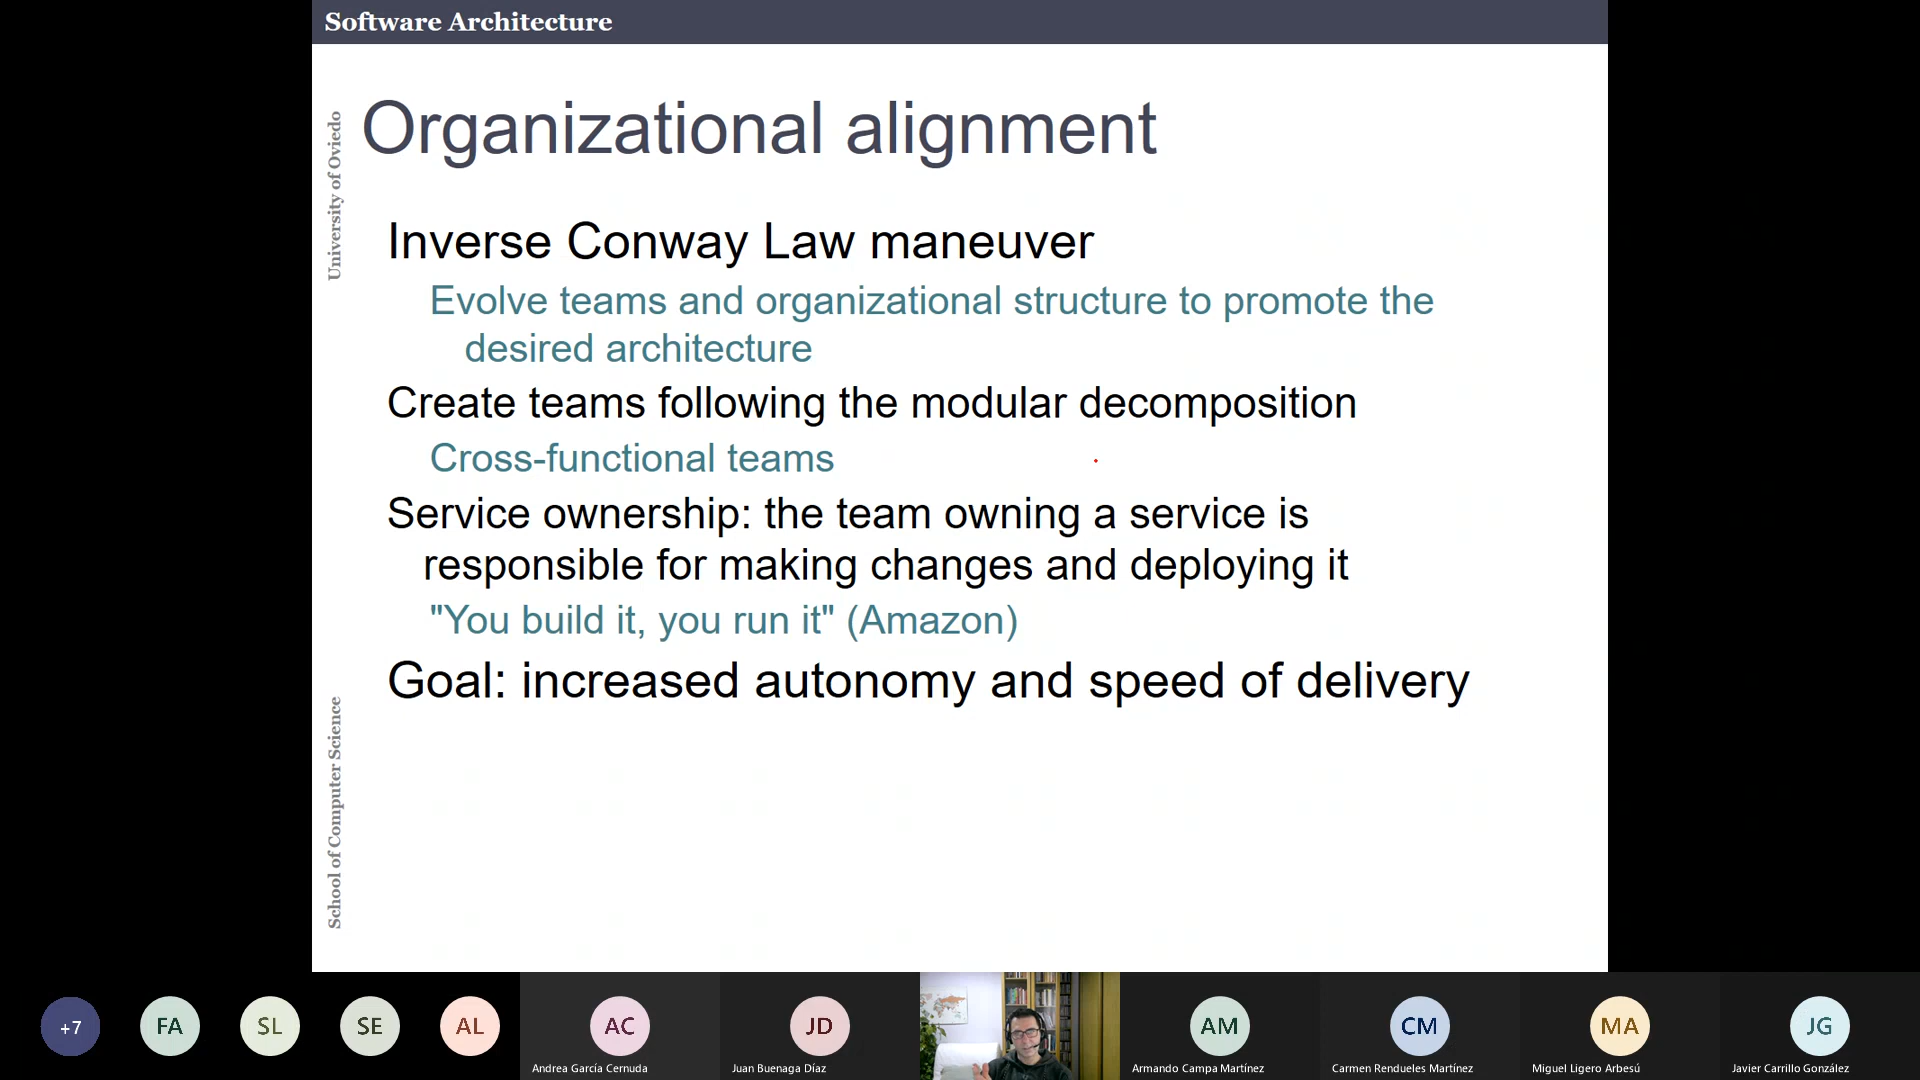 Software Architecture
University of Oviedo
School of Computer Science
Organizational alignment
Inverse Conway Law maneuver
Evolve teams and organizational structure to promote the
desired architecture
Create teams following the modular decomposition
Cross-functional teams
Service ownership: the team owning a service is
responsible for making changes and deploying it
"You build it, you run it" (Amazon)
Goal: increased autonomy and speed of delivery
+7
FA
SL
SE
AL
AC
Andrea García Cernuda
JD
Juan Buenaga Díaz
AM
Armando Campa Martínez
CM
Carmen Rendueles Martínez
MA
Miguel Ligero Arbesú
JG
Javier Carrillo González